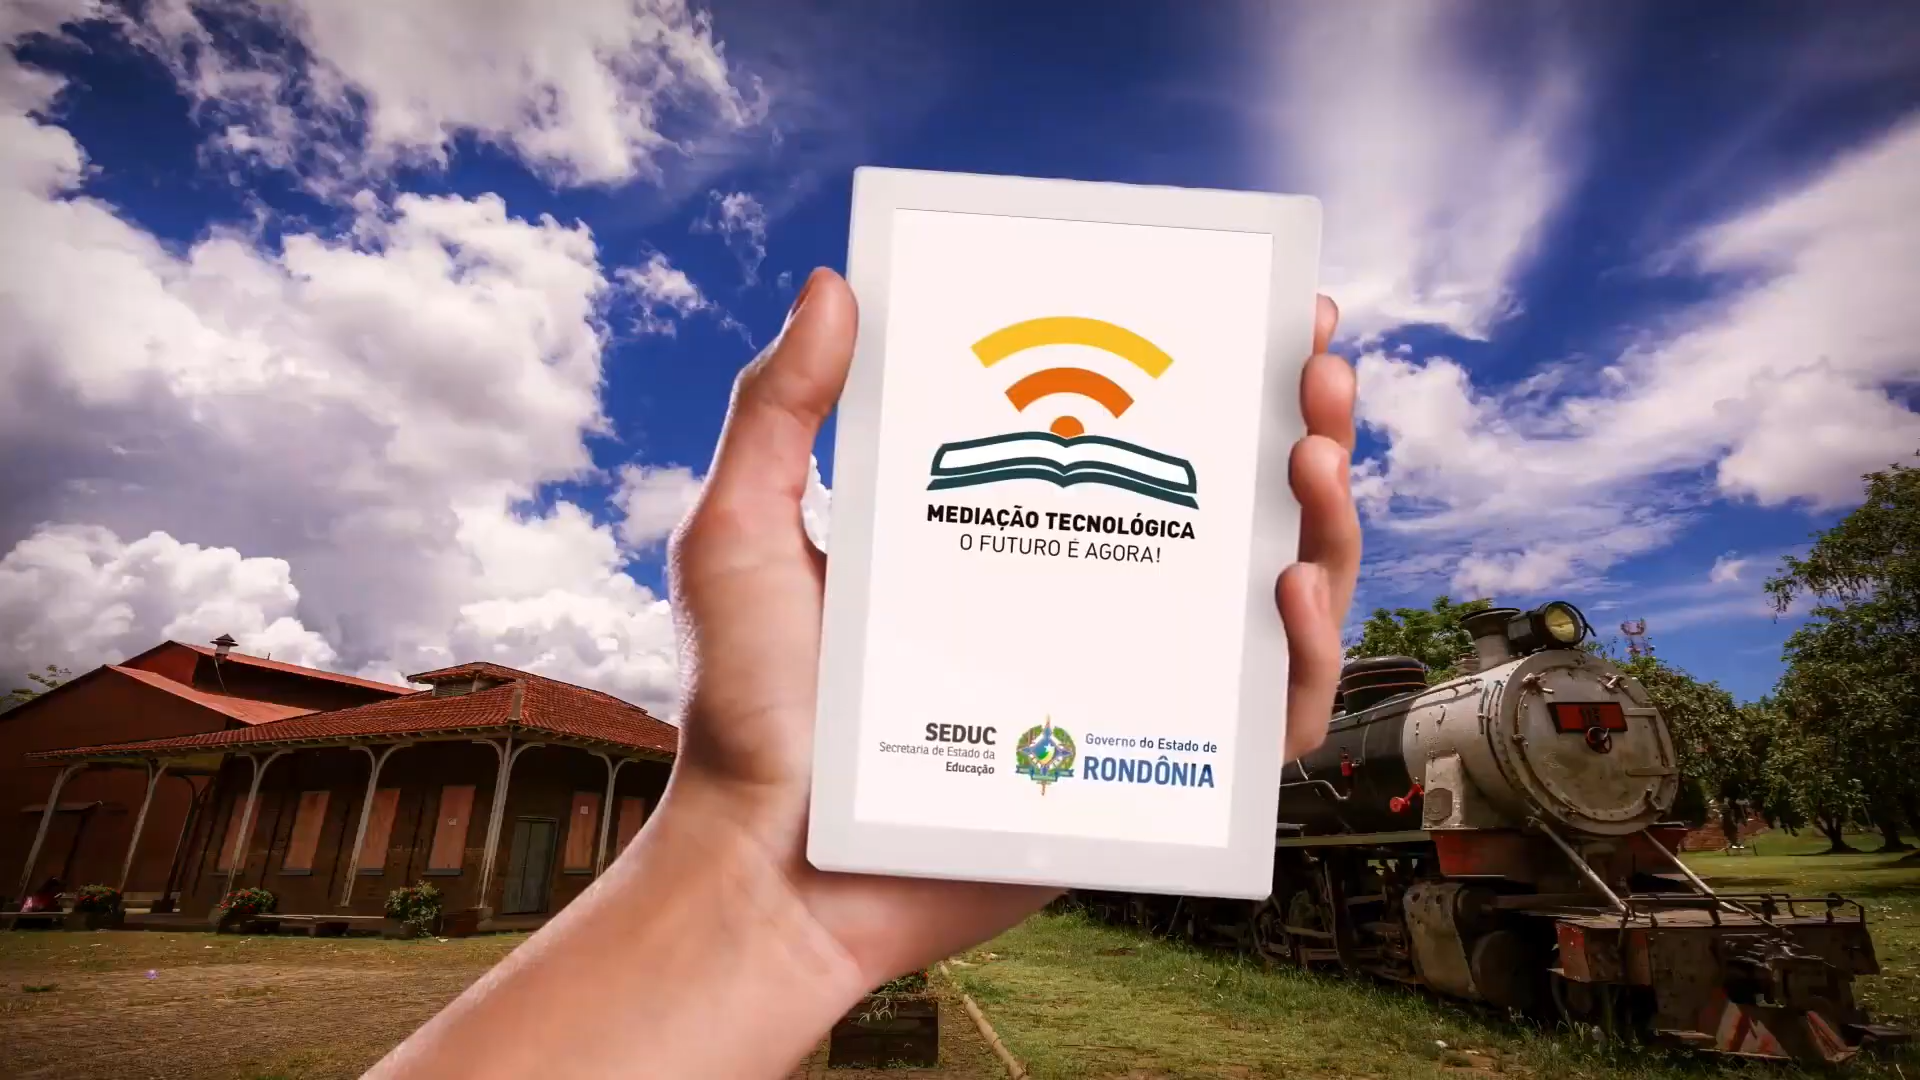 MEDIAÇÃO TECNOLÓGICA
O FUTURO É AGORA!
SEDUC
Secretaria de Estado da
Educação
Governo do Estado de
RONDÔNIA